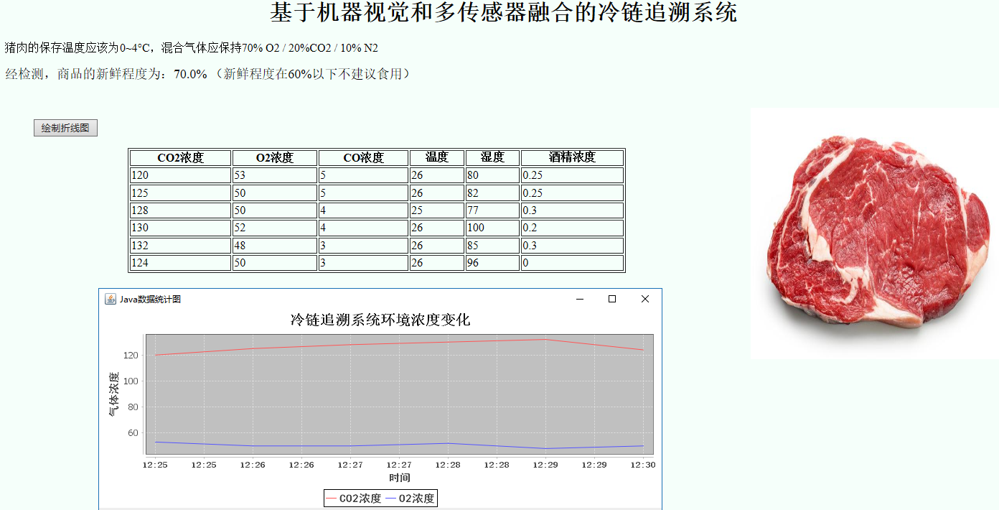 基于机器视觉和多传感器融合的冷链追溯系统
猪肉的保存温度应该为0~4°C，混合气体应保持70% O2 / 20%CO2 / 10% N2
经检测，商品的新鲜程度为：70.0% （新鲜程度在60%以下不建议食用）
绘制折线图
CO2浓度 O2浓度 CO浓度 温度 湿度 酒精浓度
120 53 5 26 80 0.25
125 50 5 26 82 0.25
128 50 4 25 77 0.3
130 52 4 26 100 0.2
132 48 3 26 85 0.3
124 50 3 26 96 0
Java数据统计图
冷链追溯系统环境浓度变化
气体浓度
120
100
80
60
12:25 12:25 12:26 12:26 12:27 12:27 12:28 12:28 12:29 12:29 12:30
时间
CO2浓度 O2浓度